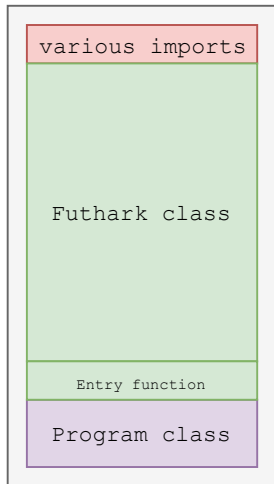 various imports
Futhark class
Entry function
Program class